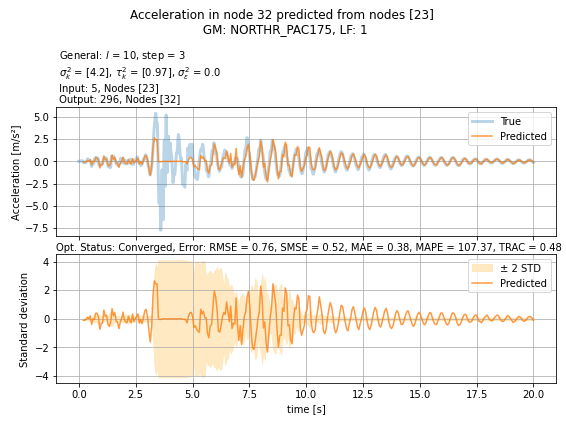 Acceleration in node 32 predicted from nodes [23]
GM: NORTHR_PAC175, LF: 1
General: l = 10, step = 3
σ²ₖ = [4.2], τ²ₖ = [0.97], σ²ε = 0.0
Input: 5, Nodes [23]
Output: 296, Nodes [32]
5.0
2.5
0.0
−2.5
−5.0
−7.5
Acceleration [m/s²]
True
Predicted
Opt. Status: Converged, Error: RMSE = 0.76, SMSE = 0.52, MAE = 0.38, MAPE = 107.37, TRAC = 0.48
4
2
0
−2
−4
Standard deviation
± 2 STD
Predicted
0.0 2.5 5.0 7.5 10.0 12.5 15.0 17.5 20.0
time [s]